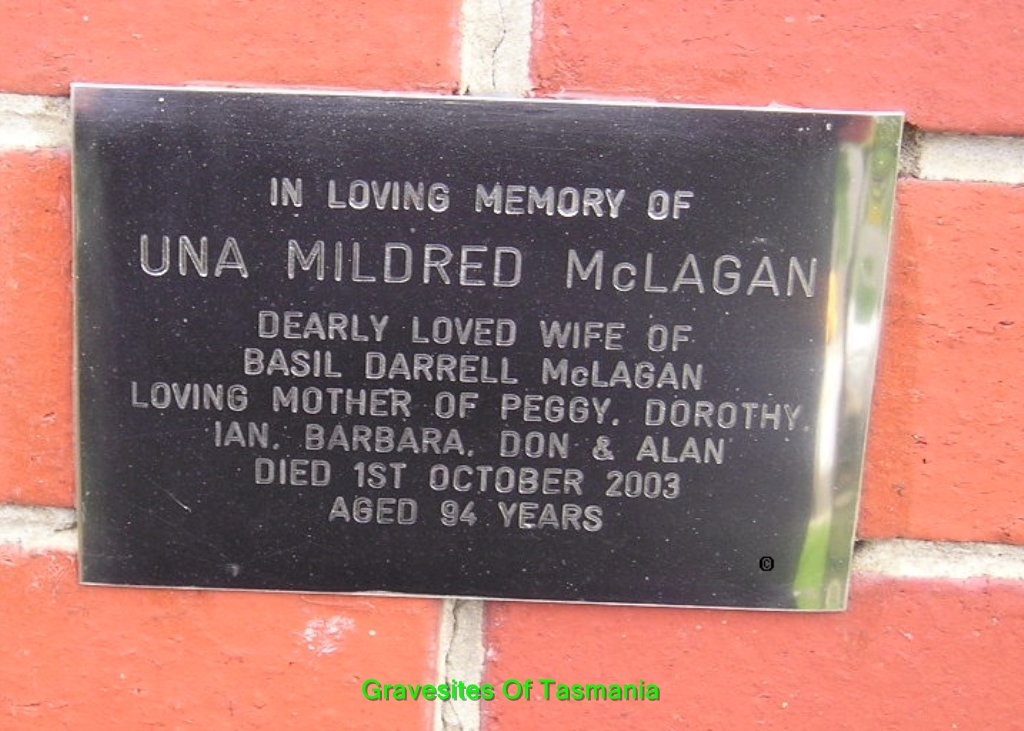 IN LOVING MEMORY OF
UNA MILDRED McLAGAN
DEARLY LOVED WIFE OF
BASIL DARRELL McLAGAN
LOVING MOTHER OF PEGGY, DOROTHY,
IAN, BARBARA, DON & ALAN
DIED 1ST OCTOBER 2003
AGED 94 YEARS
©
Gravesites Of Tasmania